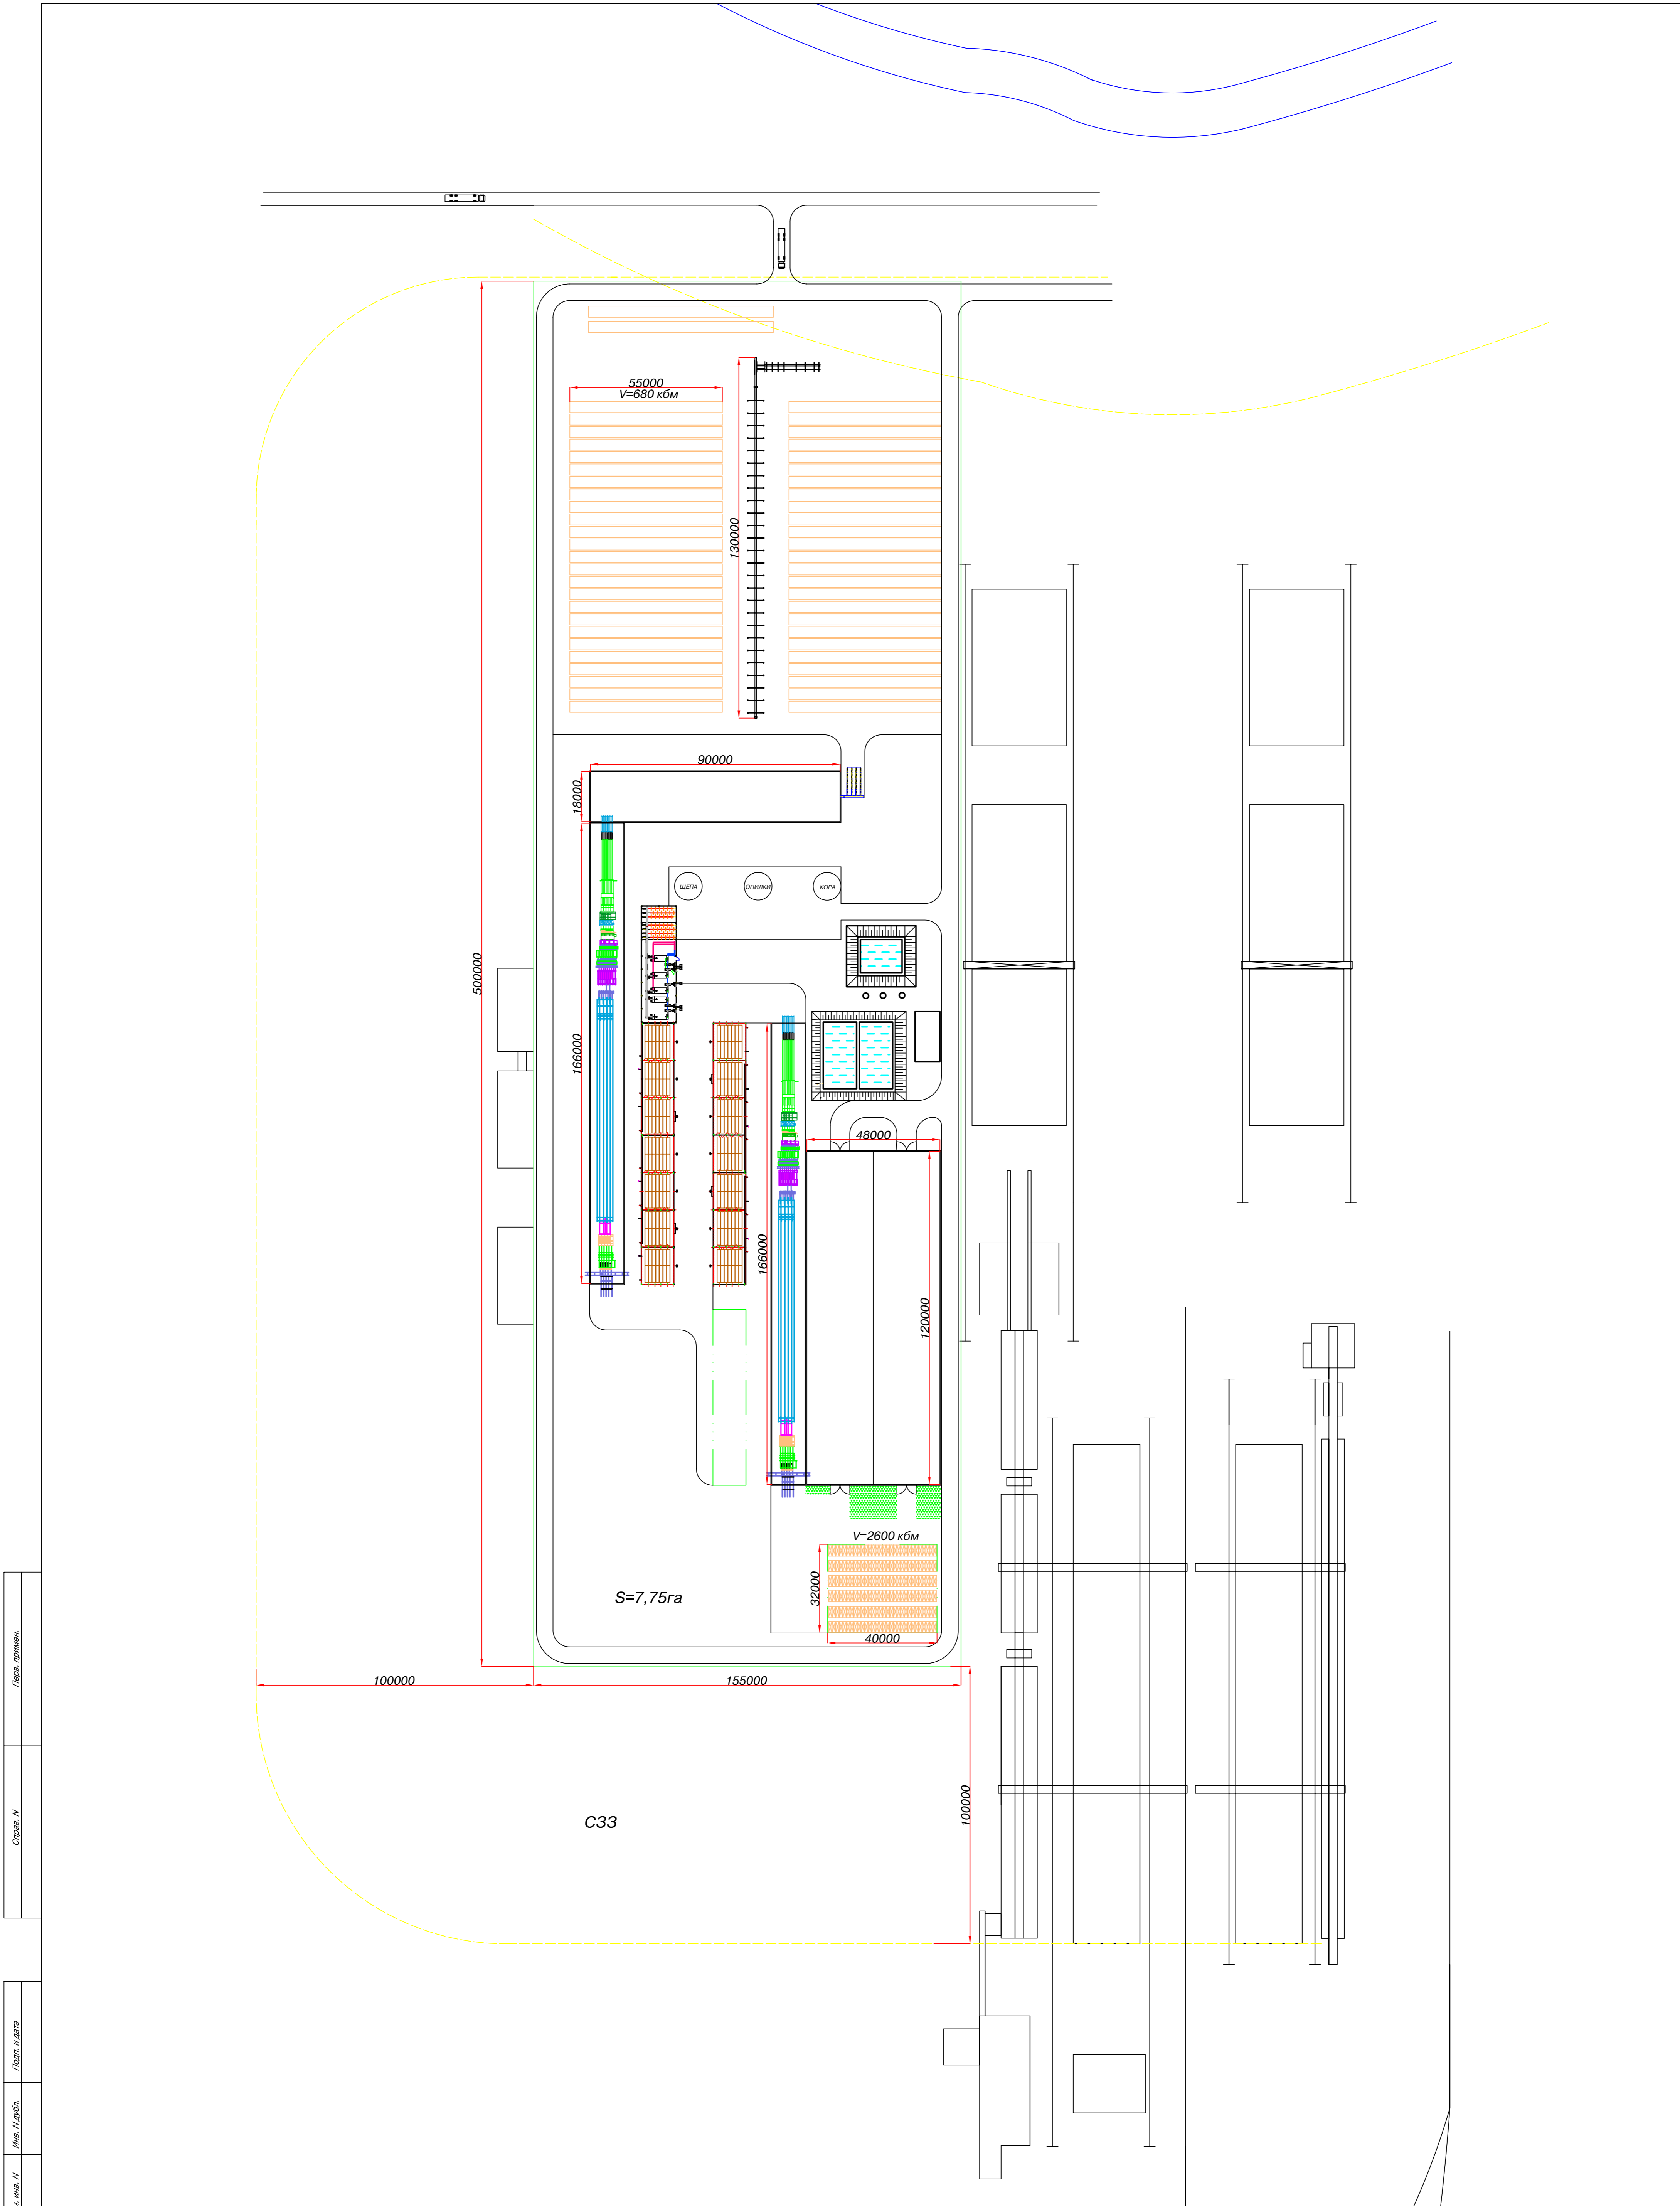 55000
V=680 кбм
130000
90000
18000
ЩЕПА
ОПИЛКИ
КОРА
500000
166000
48000
166000
120000
V=2600 кбм
32000
S=7,75га
40000
100000
155000
100000
СЗЗ
Перв. примен.
Справ. N
Подп. и дата
Инв. N дубл.
инв. N